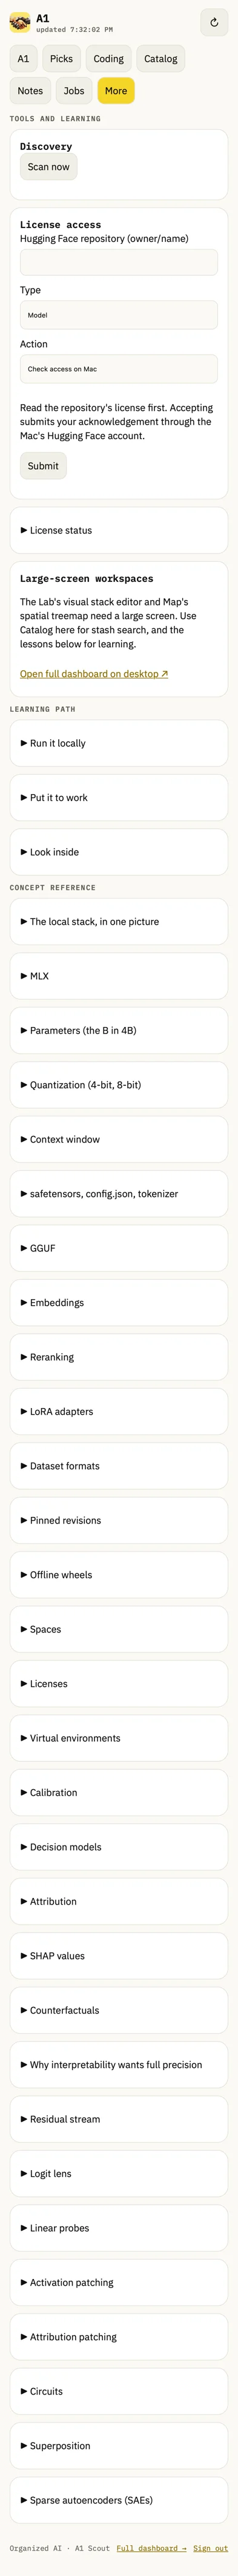 A1
updated 7:32:02 PM
↻
A1
Picks
Coding
Catalog
Notes
Jobs
More
TOOLS AND LEARNING
Discovery
Scan now
License access
Hugging Face repository (owner/name)
Type
Model
Action
Check access on Mac
Read the repository's license first. Accepting
submits your acknowledgement through the
Mac's Hugging Face account.
Submit
▶ License status
Large-screen workspaces
The Lab's visual stack editor and Map's
spatial treemap need a large screen. Use
Catalog here for stash search, and the
lessons below for learning.
Open full dashboard on desktop ↗
LEARNING PATH
▶ Run it locally
▶ Put it to work
▶ Look inside
CONCEPT REFERENCE
▶ The local stack, in one picture
▶ MLX
▶ Parameters (the B in 4B)
▶ Quantization (4-bit, 8-bit)
▶ Context window
▶ safetensors, config.json, tokenizer
▶ GGUF
▶ Embeddings
▶ Reranking
▶ LoRA adapters
▶ Dataset formats
▶ Pinned revisions
▶ Offline wheels
▶ Spaces
▶ Licenses
▶ Virtual environments
▶ Calibration
▶ Decision models
▶ Attribution
▶ SHAP values
▶ Counterfactuals
▶ Why interpretability wants full precision
▶ Residual stream
▶ Logit lens
▶ Linear probes
▶ Activation patching
▶ Attribution patching
▶ Circuits
▶ Superposition
▶ Sparse autoencoders (SAEs)
Organized AI · A1 Scout Full dashboard → Sign out